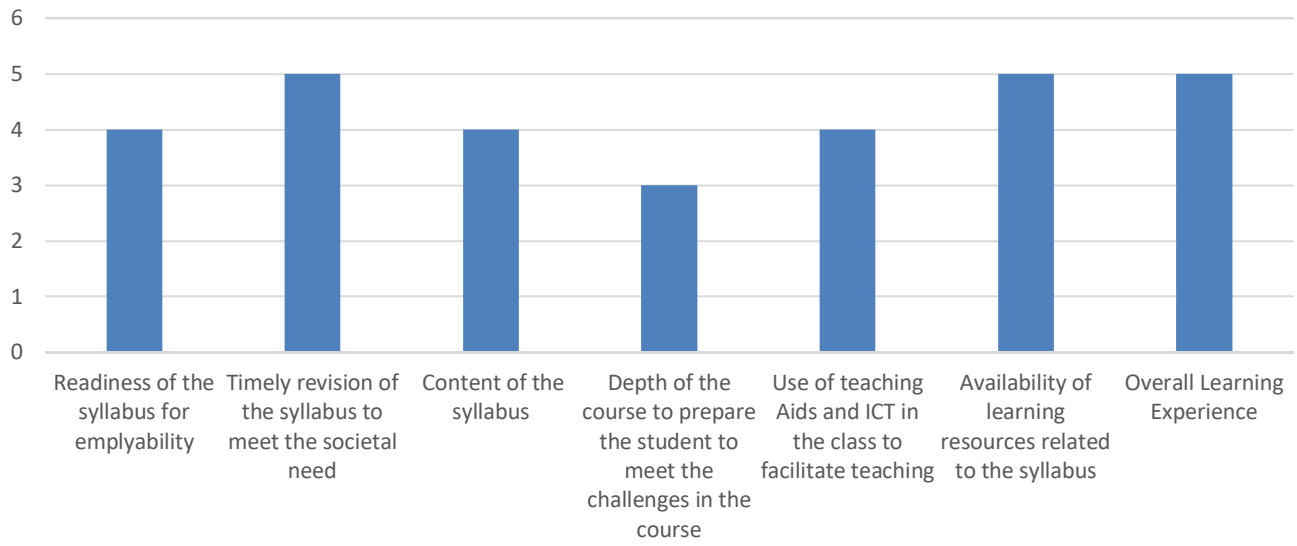 6
5
4
3
2
1
0
Readiness of the
syllabus for
emplyability
Timely revision of
the syllabus to
meet the societal
need
Content of the
syllabus
Depth of the
course to prepare
the student to
meet the
challenges in the
course
Use of teaching
Aids and ICT in
the class to
facilitate teaching
Availability of
learning
resources related
to the syllabus
Overall Learning
Experience